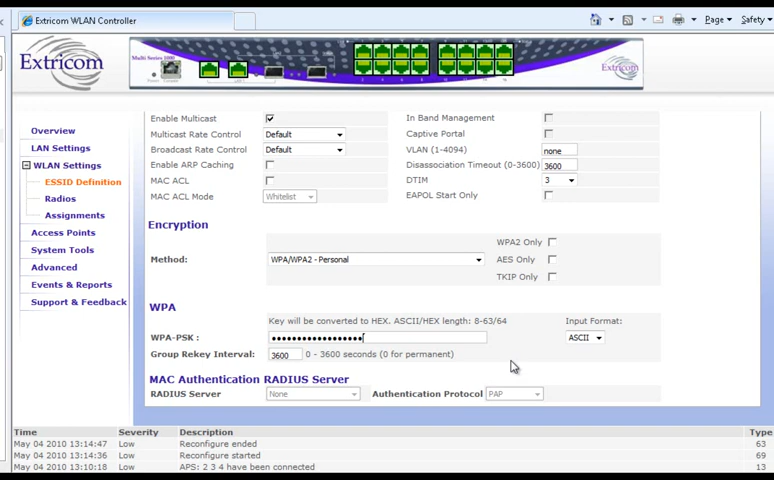 Extricom WLAN Controller
Page
Safety
Extricom
Multi Series 1000
Extricom
Enable Multicast
In Band Management
Multicast Rate Control Default
Captive Portal
Broadcast Rate Control Default
VLAN (1-4094) none
Enable ARP Caching
Disassociation Timeout (0-3600) 3600
MAC ACL
DTIM 3
MAC ACL Mode Whitelist
EAPOL Start Only
Overview
LAN Settings
WLAN Settings
ESSID Definition
Radios
Assignments
Access Points
System Tools
Advanced
Events & Reports
Support & Feedback
Encryption
WPA2 Only
Method: WPA/WPA2 - Personal
AES Only
TKIP Only
WPA
Key will be converted to HEX. ASCII/HEX length: 8-63/64
Input Format:
WPA-PSK :
ASCII
Group Rekey Interval: 3600 0 - 3600 seconds (0 for permanent)
MAC Authentication RADIUS Server
RADIUS Server None Authentication Protocol PAP
Time Severity Description Type
May 04 2010 13:14:47 Low Reconfigure ended 63
May 04 2010 13:14:36 Low Reconfigure started 69
May 04 2010 13:10:18 Low APS: 2 3 4 have been connected 13